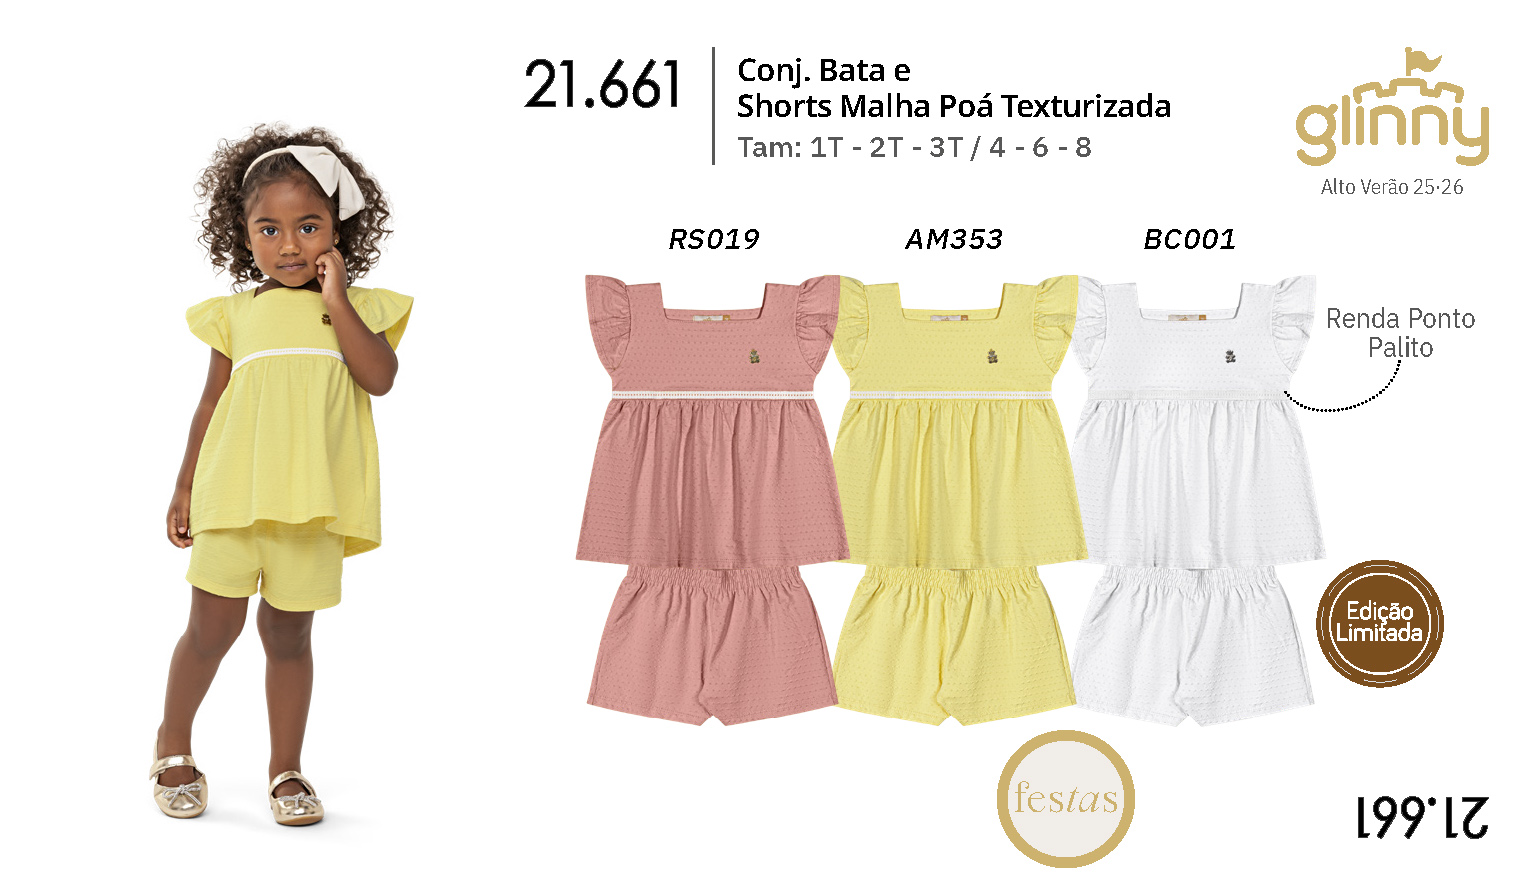 21.661
Conj. Bata e
Shorts Malha Poá Texturizada
Tam: 1T - 2T - 3T / 4 - 6 - 8
glinny
Alto Verão 25·26
RS019
AM353
BC001
Renda Ponto
Palito
Edição
Limitada
festas
21.661